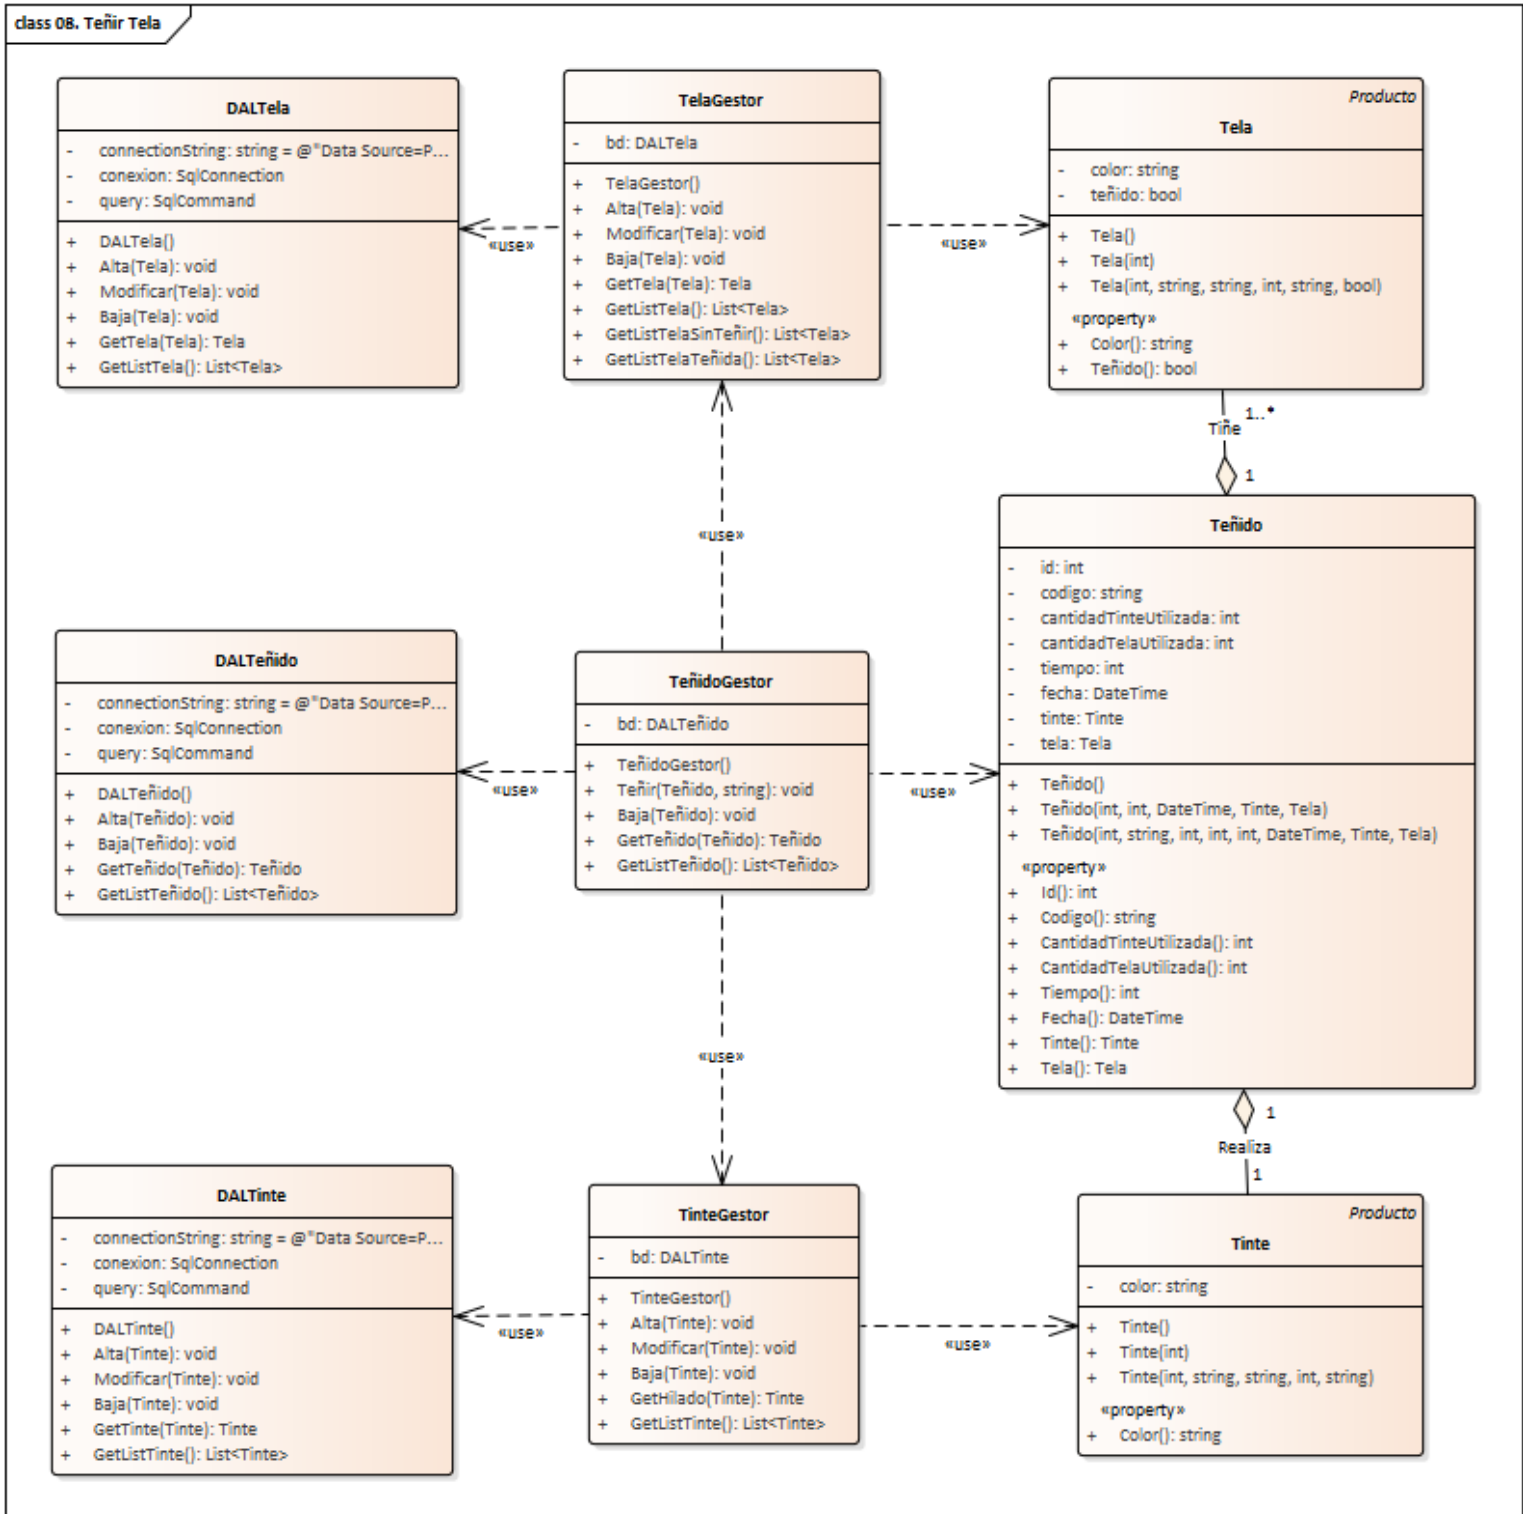 class 08. Teñir Tela
DALTela
- connectionString: string = @"Data Source=P...
- conexion: SqlConnection
- query: SqlCommand
+ DALTela()
+ Alta(Tela): void
+ Modificar(Tela): void
+ Baja(Tela): void
+ GetTela(Tela): Tela
+ GetListTela(): List<Tela>
«use»
TelaGestor
- bd: DALTela
+ TelaGestor()
+ Alta(Tela): void
+ Modificar(Tela): void
+ Baja(Tela): void
+ GetTela(Tela): Tela
+ GetListTela(): List<Tela>
+ GetListTelaSinTeñir(): List<Tela>
+ GetListTelaTeñida(): List<Tela>
«use»
Producto
Tela
- color: string
- teñido: bool
+ Tela()
+ Tela(int)
+ Tela(int, string, string, int, string, bool)
«property»
+ Color(): string
+ Teñido(): bool
1..*
Tiñe
1
«use»
DALTeñido
- connectionString: string = @"Data Source=P...
- conexion: SqlConnection
- query: SqlCommand
+ DALTeñido()
+ Alta(Teñido): void
+ Baja(Teñido): void
+ GetTeñido(Teñido): Teñido
+ GetListTeñido(): List<Teñido>
«use»
TeñidoGestor
- bd: DALTeñido
+ TeñidoGestor()
+ Teñir(Teñido, string): void
+ Baja(Teñido): void
+ GetTeñido(Teñido): Teñido
+ GetListTeñido(): List<Teñido>
«use»
Teñido
- id: int
- codigo: string
- cantidadTinteUtilizada: int
- cantidadTelaUtilizada: int
- tiempo: int
- fecha: DateTime
- tinte: Tinte
- tela: Tela
+ Teñido()
+ Teñido(int, int, DateTime, Tinte, Tela)
+ Teñido(int, string, int, int, int, DateTime, Tinte, Tela)
«property»
+ Id(): int
+ Codigo(): string
+ CantidadTinteUtilizada(): int
+ CantidadTelaUtilizada(): int
+ Tiempo(): int
+ Fecha(): DateTime
+ Tinte(): Tinte
+ Tela(): Tela
«use»
1
Realiza
1
DALTinte
- connectionString: string = @"Data Source=P...
- conexion: SqlConnection
- query: SqlCommand
+ DALTinte()
+ Alta(Tinte): void
+ Modificar(Tinte): void
+ Baja(Tinte): void
+ GetTinte(Tinte): Tinte
+ GetListTinte(): List<Tinte>
«use»
TinteGestor
- bd: DALTinte
+ TinteGestor()
+ Alta(Tinte): void
+ Modificar(Tinte): void
+ Baja(Tinte): void
+ GetHilado(Tinte): Tinte
+ GetListTinte(): List<Tinte>
«use»
Producto
Tinte
- color: string
+ Tinte()
+ Tinte(int)
+ Tinte(int, string, string, int, string)
«property»
+ Color(): string